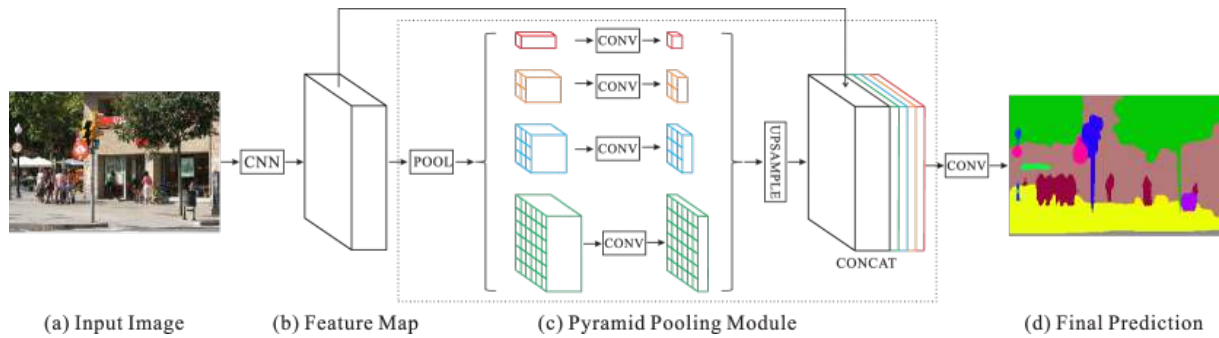 CNN
POOL
CONV
CONV
CONV
CONV
UPSAMPLE
CONCAT
CONV
(a) Input Image
(b) Feature Map
(c) Pyramid Pooling Module
(d) Final Prediction